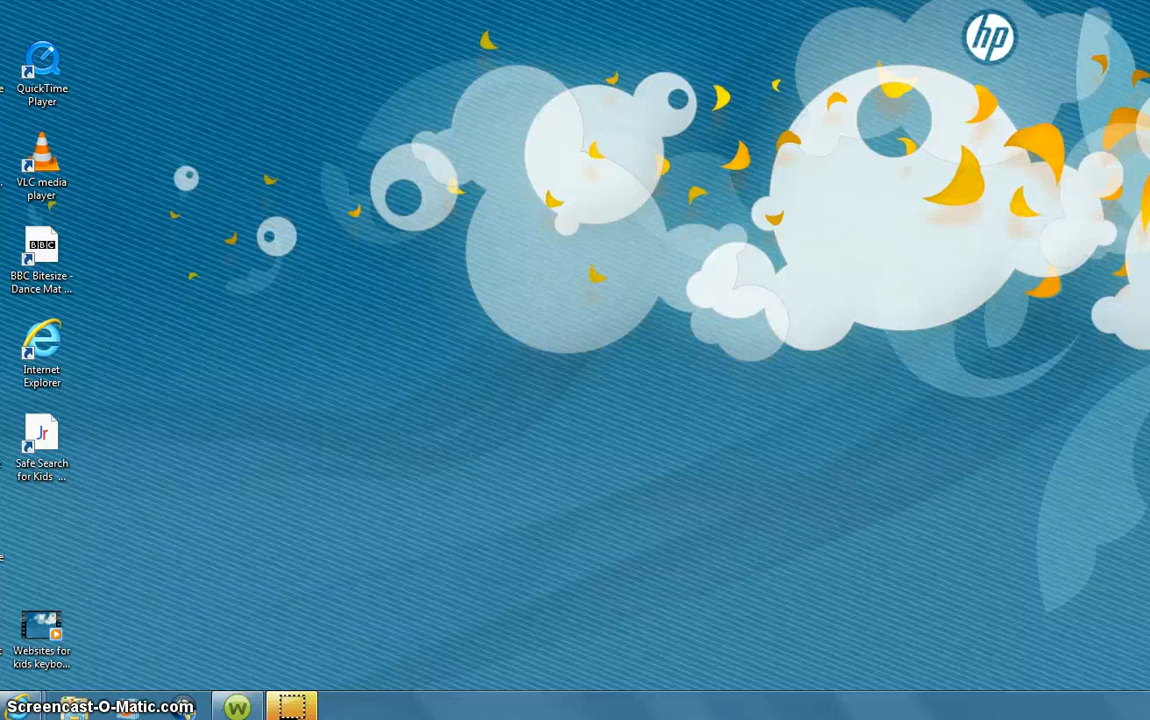 hp
QuickTime
Player
VLC media
player
BBC
BBC Bitesize -
Dance Mat ...
Internet
Explorer
Jr
Safe Search
for Kids ...
Websites for
kids keybo...
Screencast-O-Matic.com
W